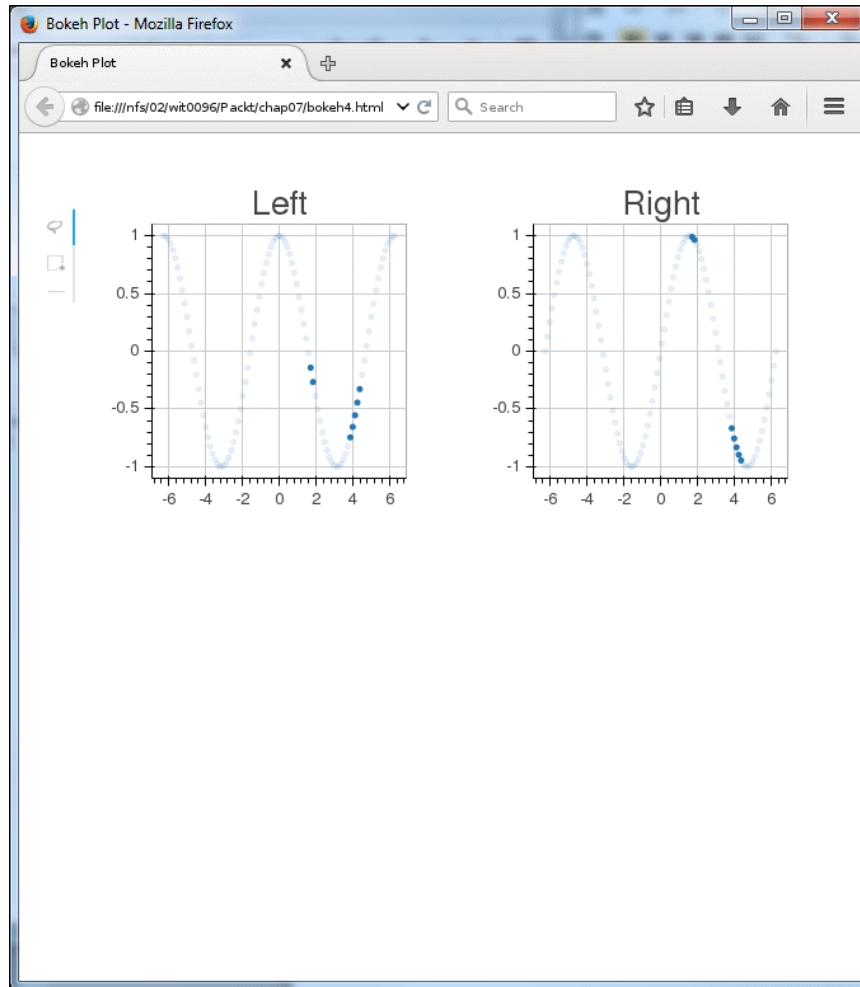 Bokeh Plot - Mozilla Firefox
Bokeh Plot
file:///nfs/02/wit0096/Packt/chap07/bokeh4.html
Search
Left
Right
1
0.5
0
-0.5
-1
-6 -4 -2 0 2 4 6
1
0.5
0
-0.5
-1
-6 -4 -2 0 2 4 6